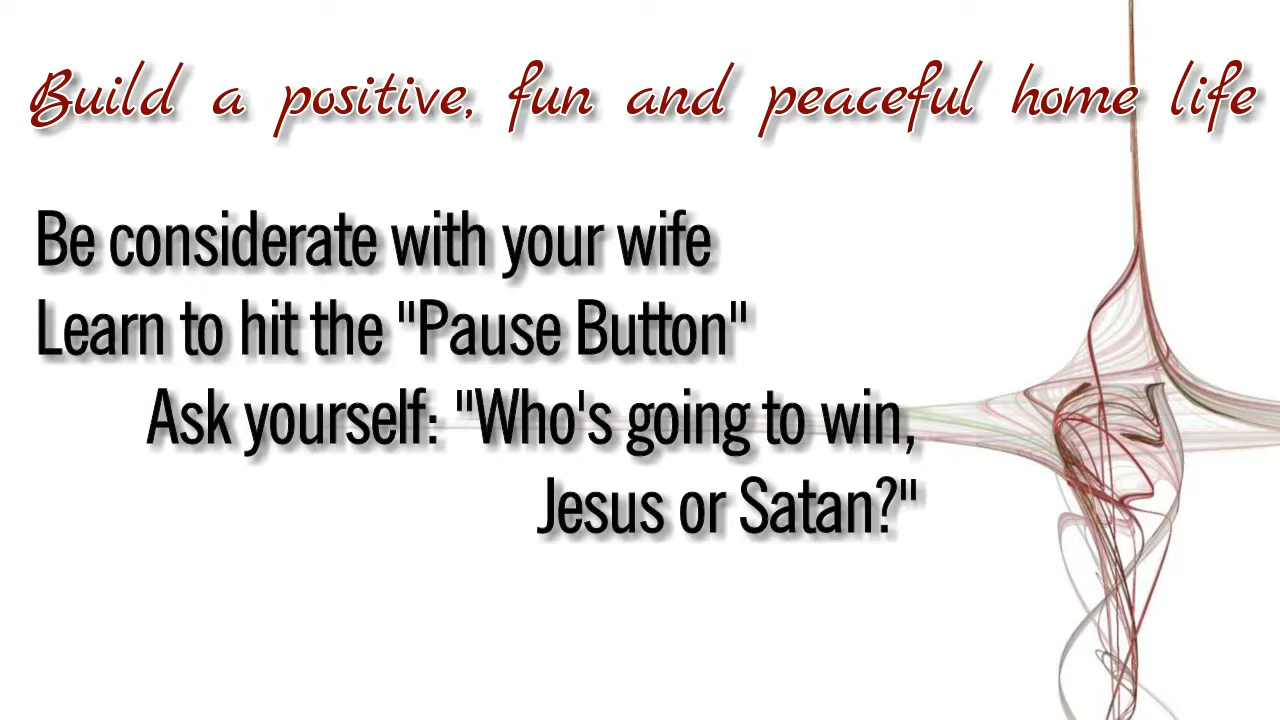 Build a positive, fun and peaceful home life
Be considerate with your wife
Learn to hit the "Pause Button"
Ask yourself: "Who's going to win,
Jesus or Satan?"